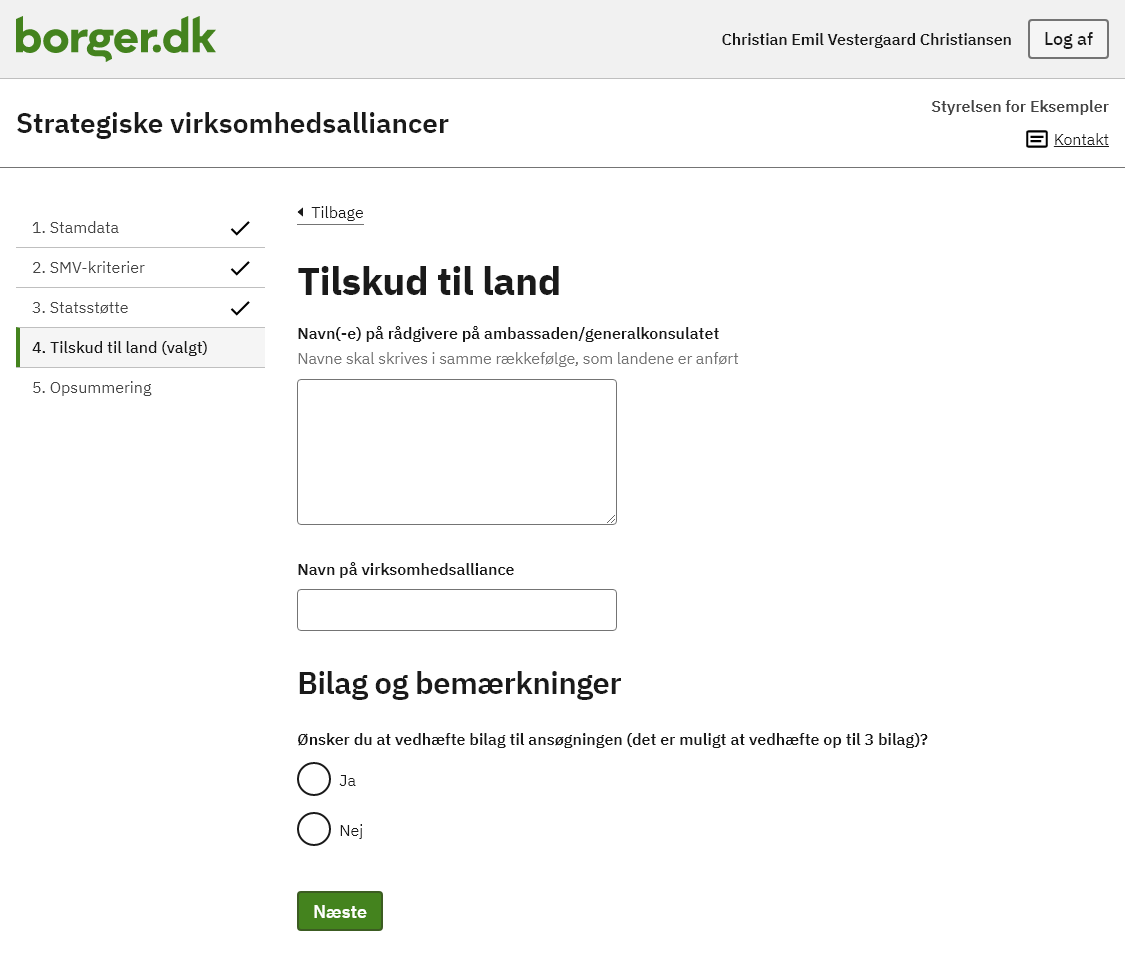 borger.dk
Christian Emil Vestergaard Christiansen
Log af
Strategiske virksomhedsalliancer
Styrelsen for Eksempler
Kontakt
1. Stamdata
2. SMV-kriterier
3. Statsstøtte
4. Tilskud til land (valgt)
5. Opsummering
Tilbage
Tilskud til land
Navn(-e) på rådgivere på ambassaden/generalkonsulatet
Navne skal skrives i samme rækkefølge, som landene er anført
Navn på virksomhedsalliance
Bilag og bemærkninger
Ønsker du at vedhæfte bilag til ansøgningen (det er muligt at vedhæfte op til 3 bilag)?
Ja
Nej
Næste